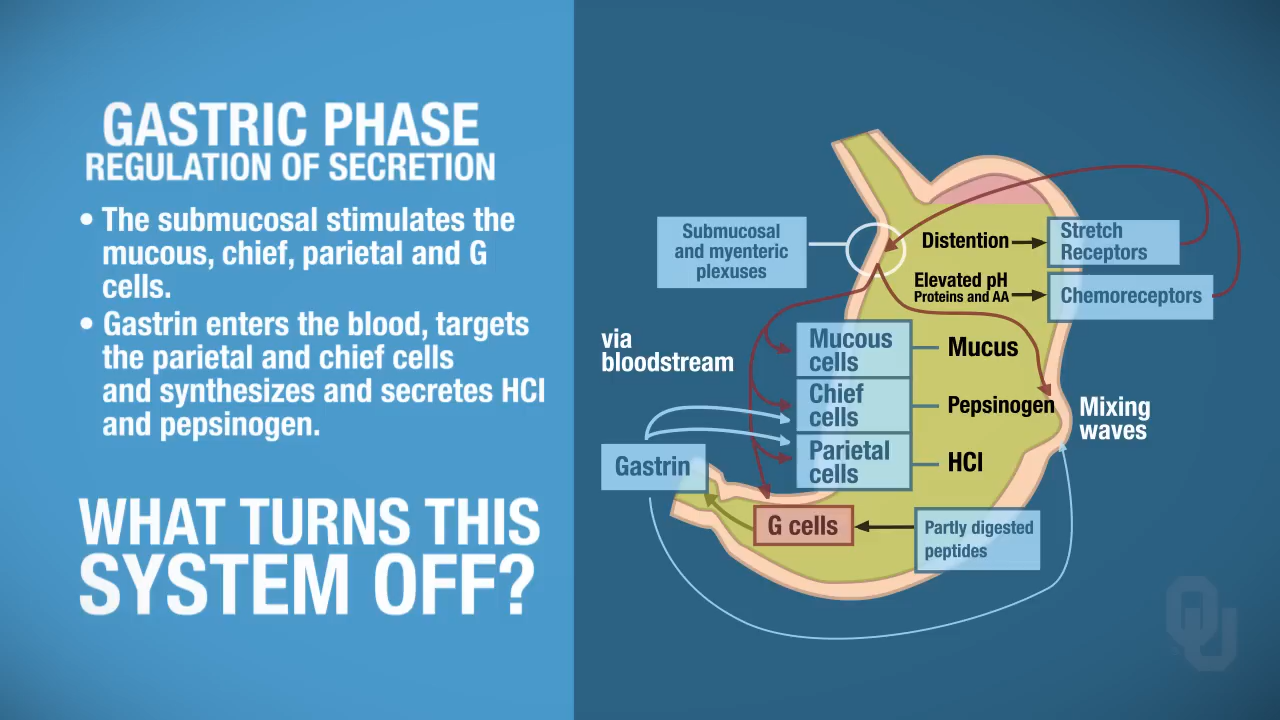 GASTRIC PHASE
REGULATION OF SECRETION
• The submucosal stimulates the
mucous, chief, parietal and G
cells.
• Gastrin enters the blood, targets
the parietal and chief cells
and synthesizes and secretes HCl
and pepsinogen.
WHAT TURNS THIS
SYSTEM OFF?
Submucosal
and myenteric
plexuses
Distention
Stretch
Receptors
Elevated pH
Proteins and AA
Chemoreceptors
via
bloodstream
Mucous
cells
Mucus
Chief
cells
Pepsinogen
Mixing
waves
Parietal
cells
HCl
Gastrin
G cells
Partly digested
peptides
OU